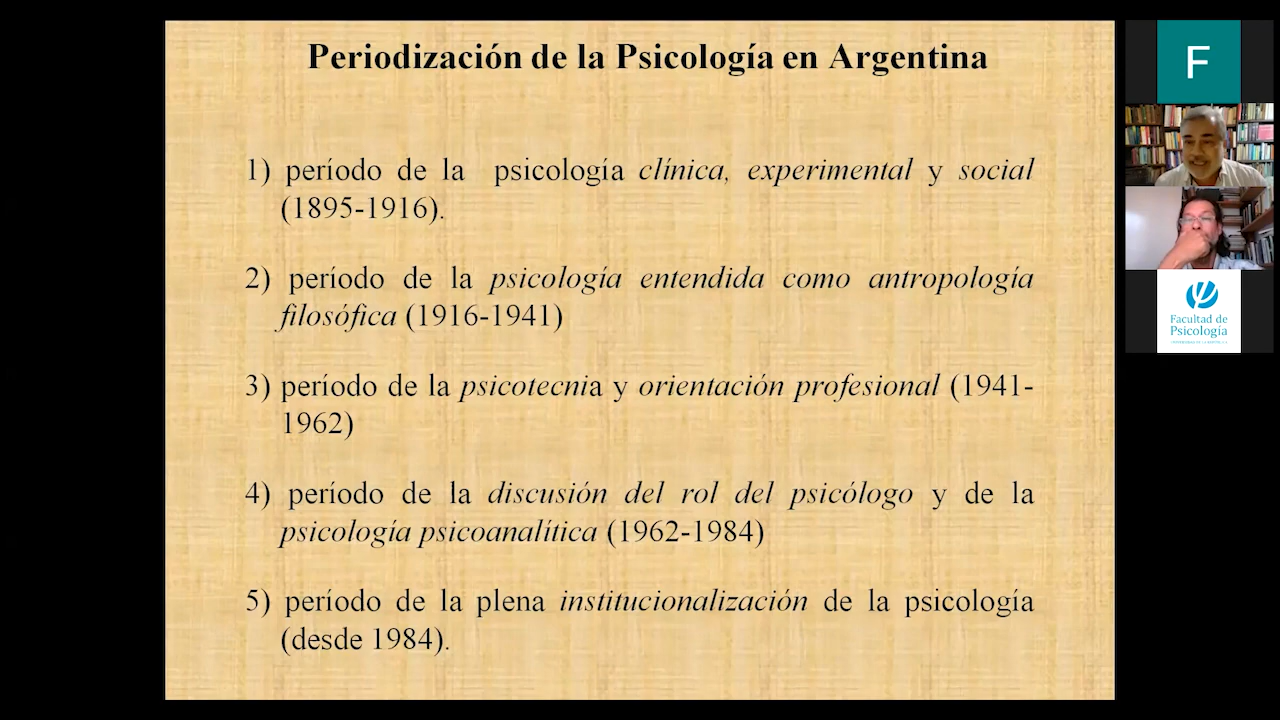 Periodización de la Psicología en Argentina
1) período de la psicología clínica, experimental y social
(1895-1916).
2) período de la psicología entendida como antropología
filosófica (1916-1941)
3) período de la psicotecnia y orientación profesional (1941-
1962)
4) período de la discusión del rol del psicólogo y de la
psicología psicoanalítica (1962-1984)
5) período de la plena institucionalización de la psicología
(desde 1984).
F
Facultad de
Psicología